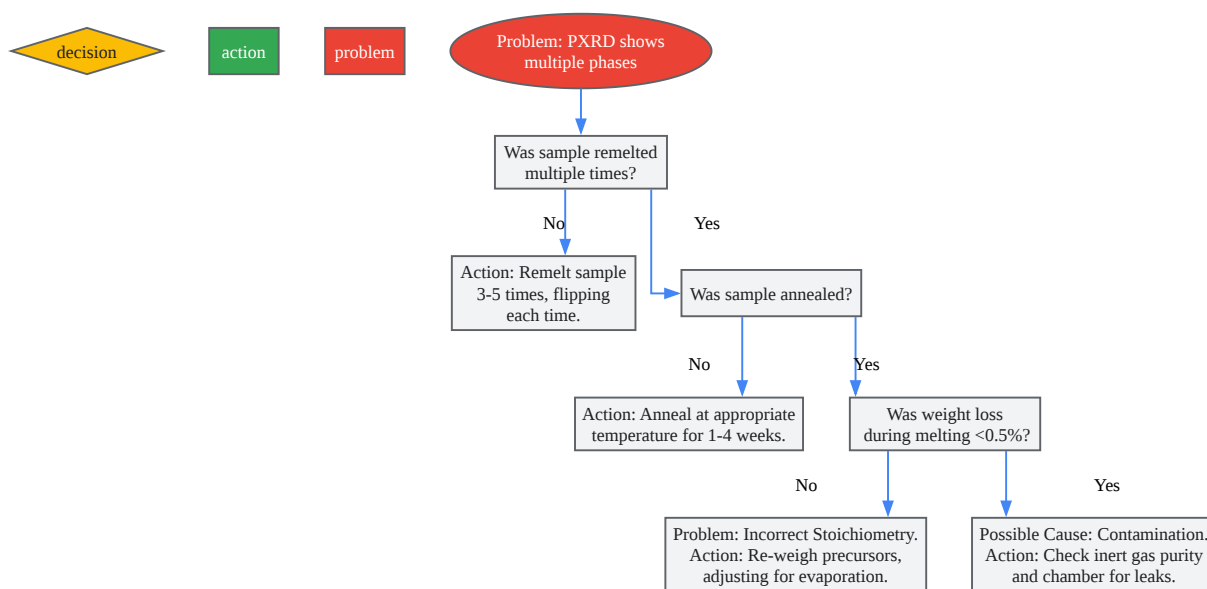 decision
action
problem
Problem: PXRD shows
multiple phases
Was sample remelted
multiple times?
No
Yes
Action: Remelt sample
3-5 times, flipping
each time.
Was sample annealed?
No
Yes
Action: Anneal at appropriate
temperature for 1-4 weeks.
Was weight loss
during melting <0.5%?
No
Yes
Problem: Incorrect Stoichiometry.
Action: Re-weigh precursors,
adjusting for evaporation.
Possible Cause: Contamination.
Action: Check inert gas purity
and chamber for leaks.